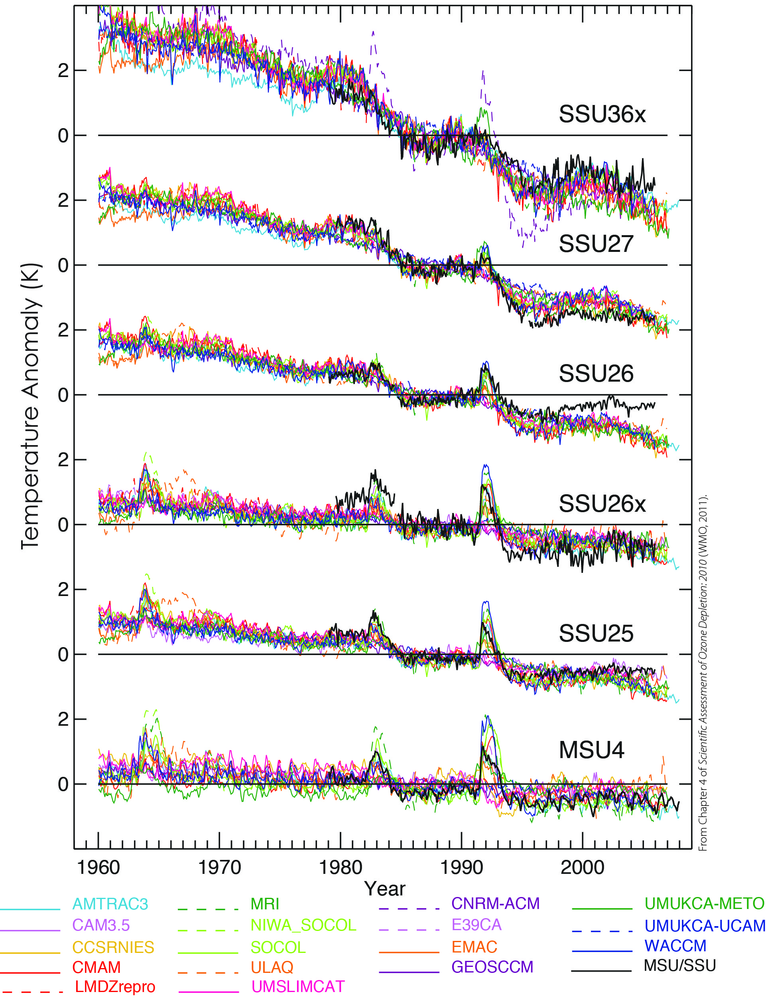 Temperature Anomaly (K)
2
0
SSU36x
2
0
SSU27
2
0
SSU26
2
0
SSU26x
2
0
SSU25
2
0
MSU4
1960 1970 1980 1990 2000
Year
From Chapter 4 of Scientific Assessment of Ozone Depletion: 2010 (WMO, 2011).
AMTRAC3 MRI CNRM-ACM UMUKCA-METO
CAM3.5 NIWA_SOCOL E39CA UMUKCA-UCAM
CCSRNIES SOCOL EMAC WACCM
CMAM ULAQ GEOSCCM MSU/SSU
LMDZrepro UMSLIMCAT